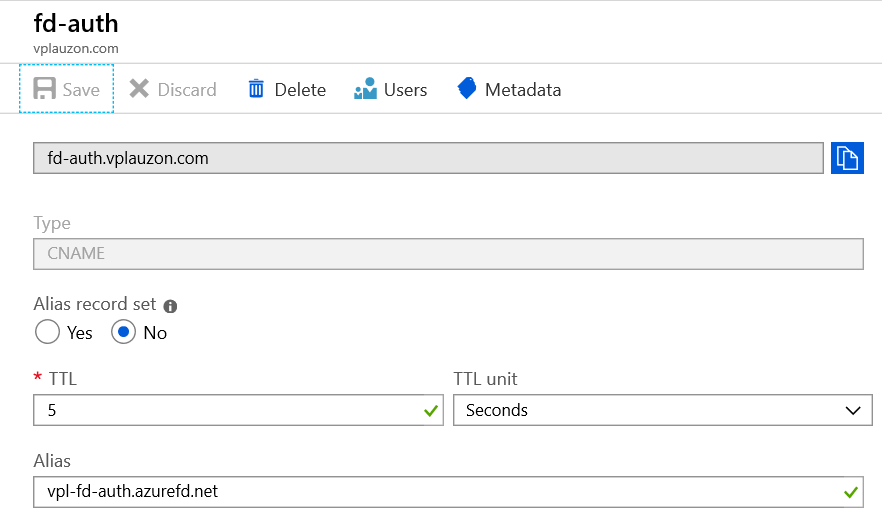 fd-auth
vplauzon.com
Save Discard Delete Users Metadata
fd-auth.vplauzon.com
Type
CNAME
Alias record set
Yes No
* TTL TTL unit
5 Seconds
Alias
vpl-fd-auth.azurefd.net